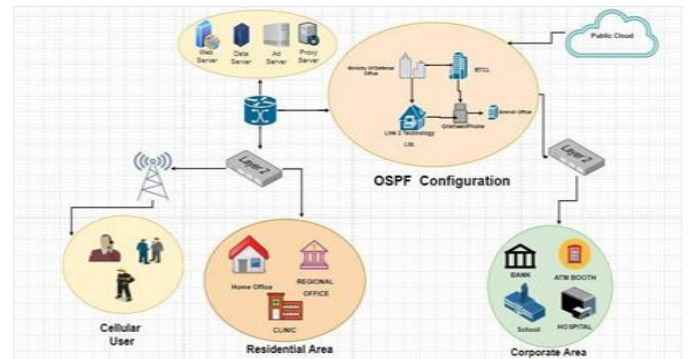 Public Cloud
Web
Server
Data
Server
Ad
Server
Proxy
Server
Ministry Of Defense
Office
BTCL
Link 3 Technology
Ltd.
GrameenPhone
Branch Office
OSPF Configuration
Layer 2
Layer 2
Home Office
REGIONAL
OFFICE
CLINIC
BANK
ATM BOOTH
School
HOSPITAL
Cellular
User
Residential Area
Corporate Area